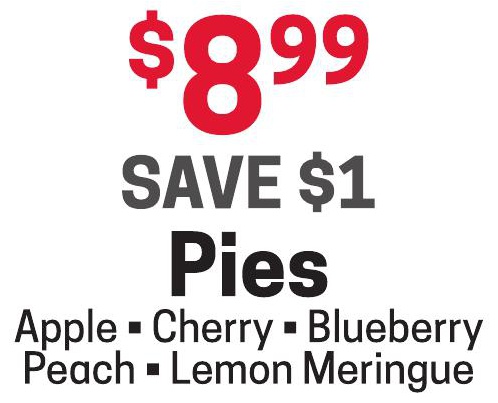 $8.99
SAVE $1
Pies
Apple ▪ Cherry ▪ Blueberry
Peach ▪ Lemon Meringue